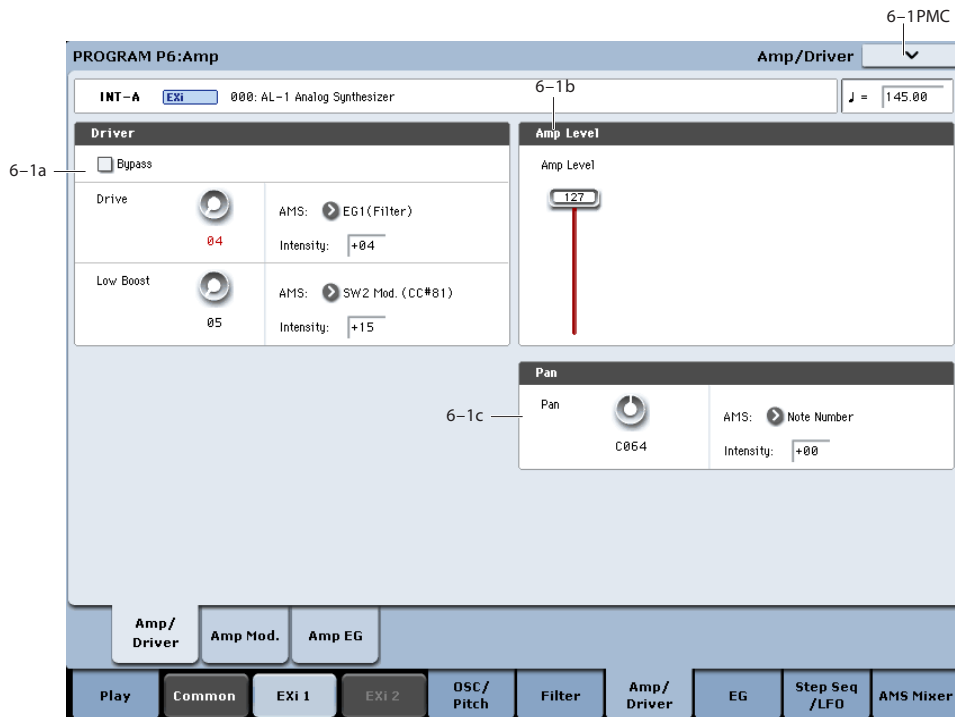 6–1PMC
PROGRAM P6:Amp
Amp/Driver
INT-A EXi 000: AL-1 Analog Synthesizer
♩ = 145.00
6–1b
Driver
6–1a
Bypass
Drive
04
AMS: EG1(Filter)
Intensity: +04
Low Boost
05
AMS: SW2 Mod. (CC#81)
Intensity: +15
Amp Level
Amp Level
127
Pan
6–1c
Pan
C064
AMS: Note Number
Intensity: +00
Amp/
Driver
Amp Mod.
Amp EG
Play
Common
EXi 1
EXi 2
OSC/
Pitch
Filter
Amp/
Driver
EG
Step Seq
/LFO
AMS Mixer